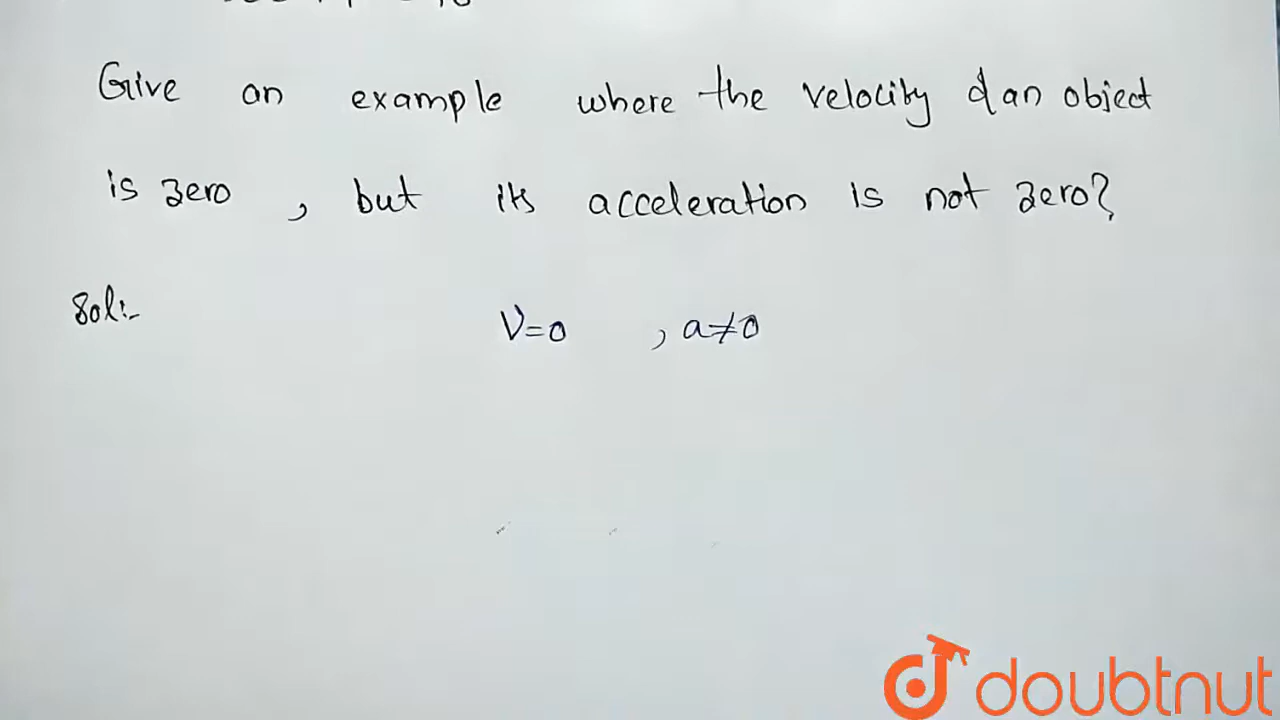 Give an example where the velocity of an object
is zero, but its acceleration is not zero?
Sol:-
V=0 , a≠0
doubtnut